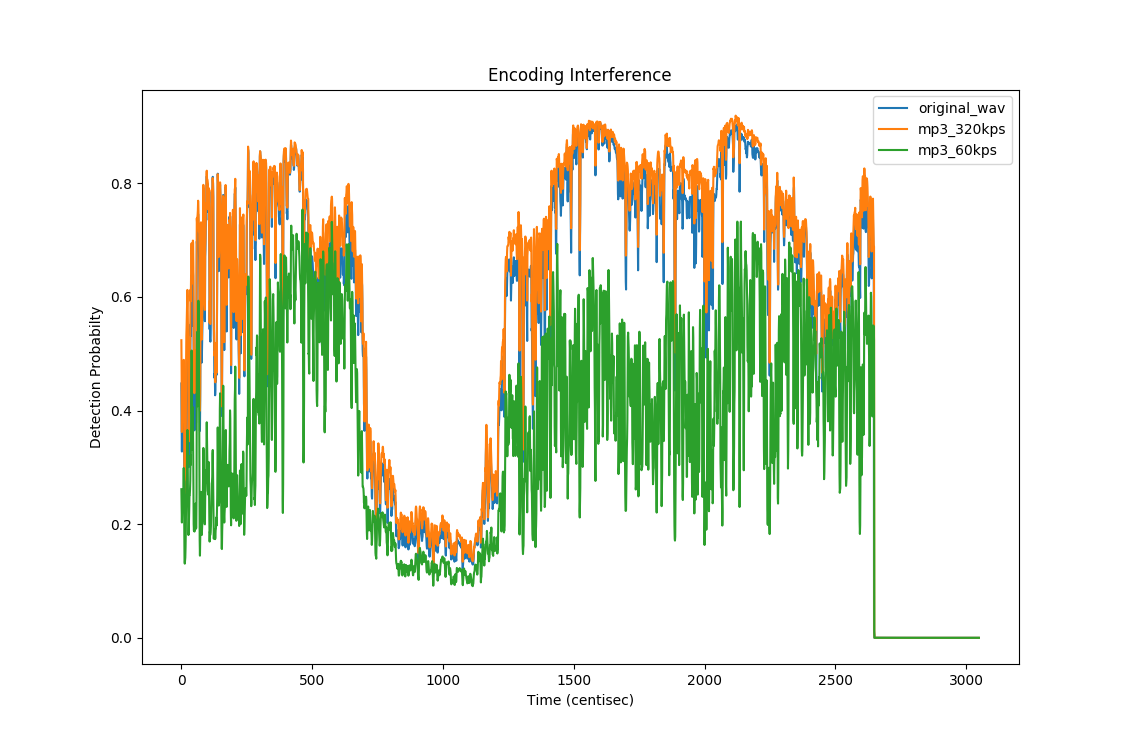 Encoding Interference
original_wav
mp3_320kps
mp3_60kps
Detection Probabilty
0.8
0.6
0.4
0.2
0.0
0 500 1000 1500 2000 2500 3000
Time (centisec)